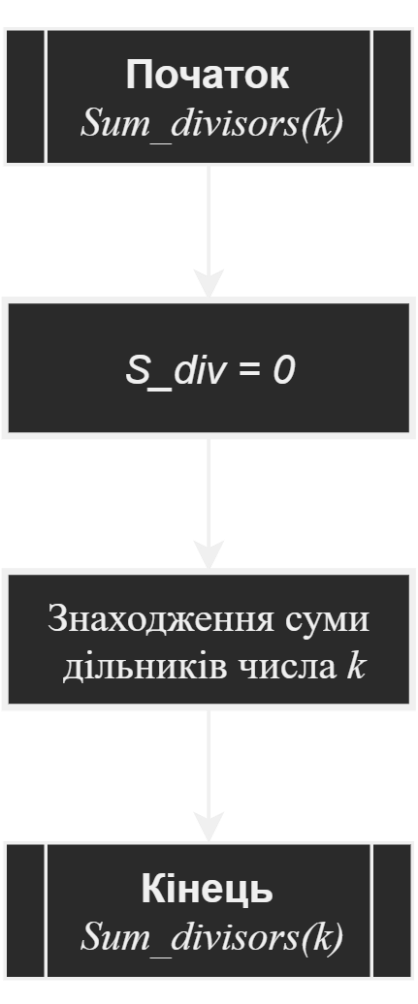 Початок
Sum_divisors(k)
S_div = 0
Знаходження суми
дільників числа k
Кінець
Sum_divisors(k)